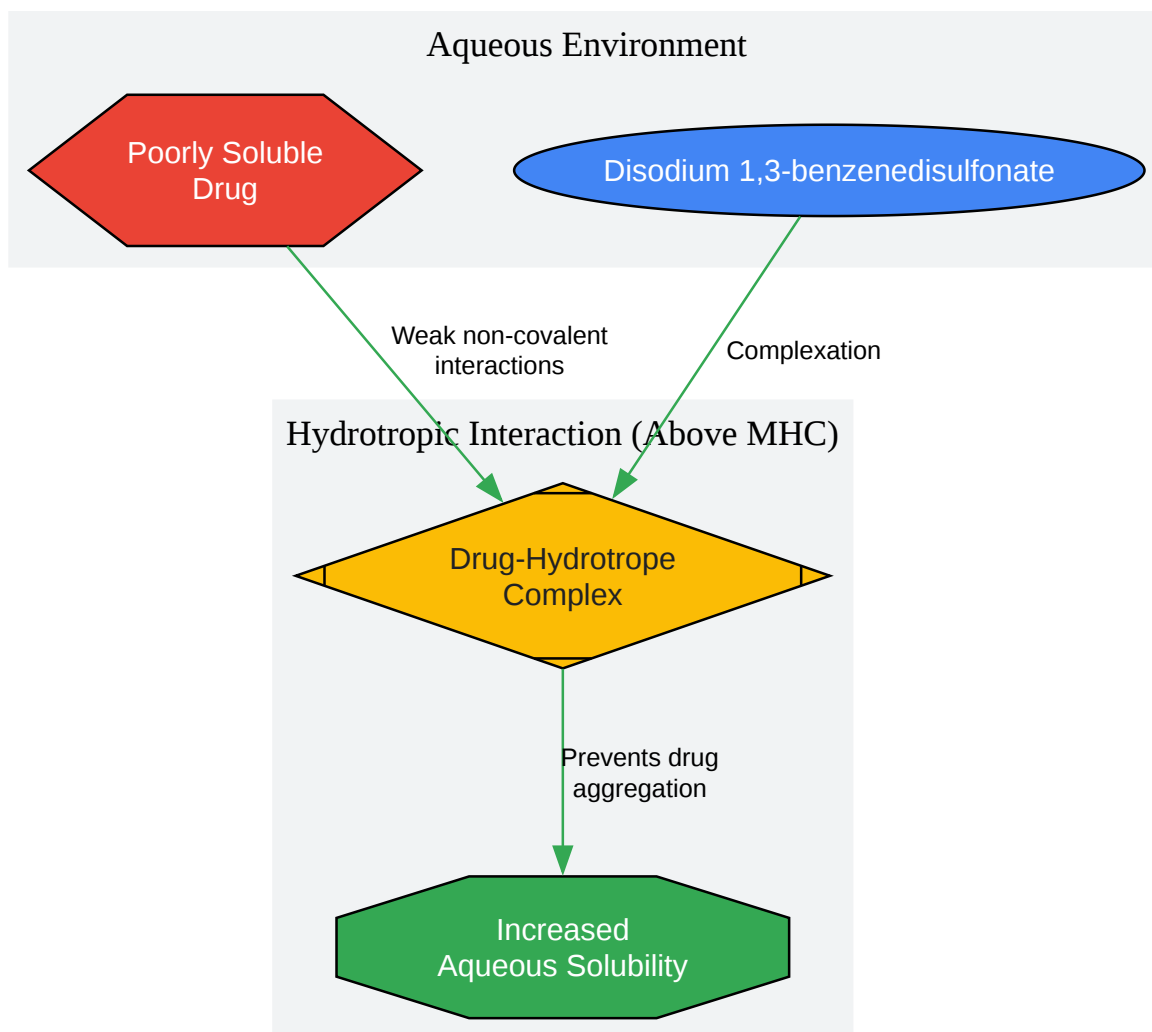 Aqueous Environment
Poorly Soluble
Drug
Disodium 1,3-benzenedisulfonate
Weak non-covalent
interactions
Complexation
Hydrotropic Interaction (Above MHC)
Drug-Hydrotrope
Complex
Prevents drug
aggregation
Increased
Aqueous Solubility